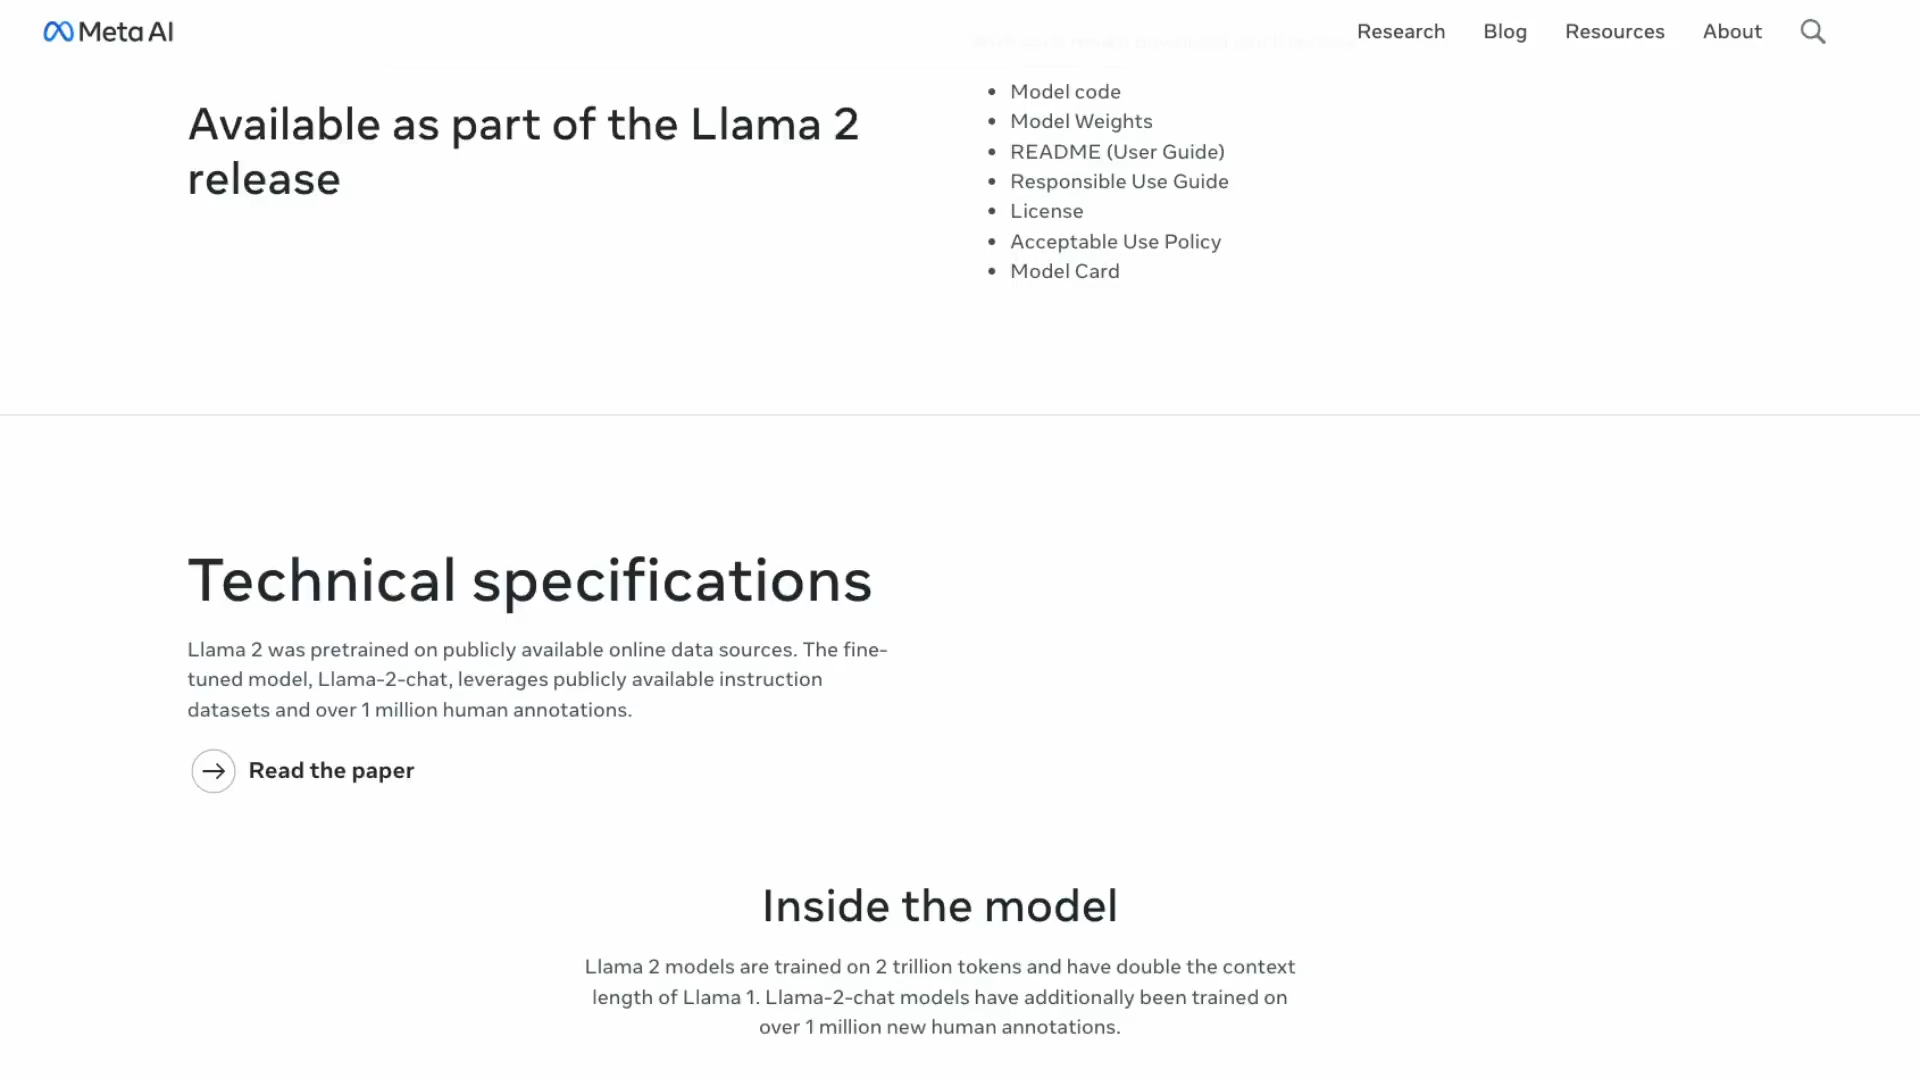 Meta AI
Research
Blog
Resources
About
Available as part of the Llama 2
release
• Model code
• Model Weights
• README (User Guide)
• Responsible Use Guide
• License
• Acceptable Use Policy
• Model Card
Technical specifications
Llama 2 was pretrained on publicly available online data sources. The fine-
tuned model, Llama-2-chat, leverages publicly available instruction
datasets and over 1 million human annotations.
Read the paper
Inside the model
Llama 2 models are trained on 2 trillion tokens and have double the context
length of Llama 1. Llama-2-chat models have additionally been trained on
over 1 million new human annotations.